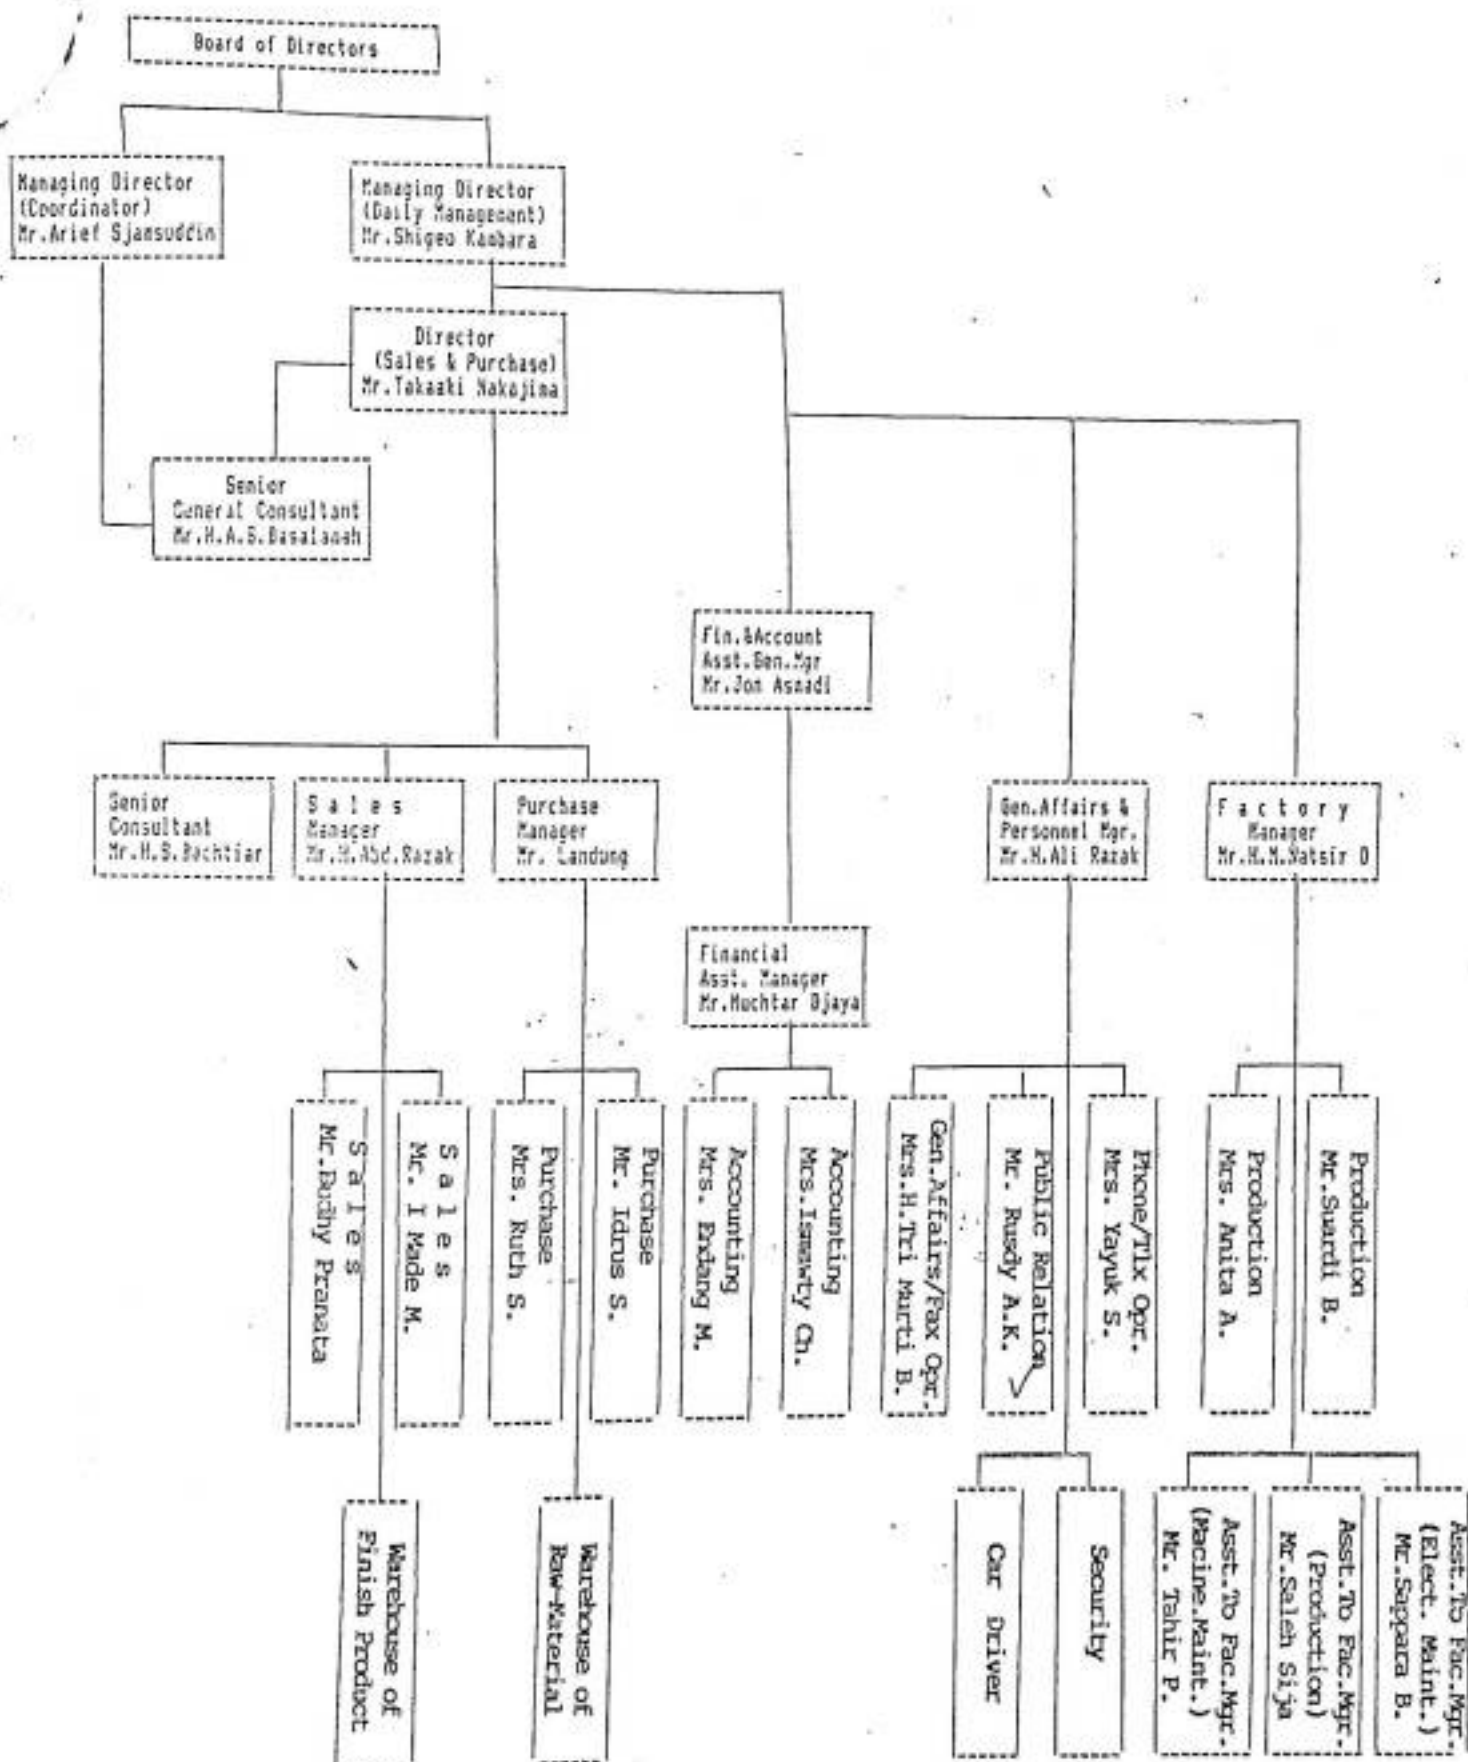 Board of Directors
Managing Director
(Coordinator)
Mr.Arief Sjamsuddin
Managing Director
(Daily Management)
Mr.Shigeo Kambara
Director
(Sales & Purchase)
Mr.Takaaki Nakajima
Senior
General Consultant
Mr.H.A.S.Basalamah
Fin.&Account
Asst.Gen.Mgr
Mr.Jon Asmadi
Senior
Consultant
Mr.H.S.Bachtiar
S a l e s
Manager
Mr.H.Abd.Razak
Purchase
Manager
Mr. Landung
Gen.Affairs &
Personnel Mgr.
Mr.H.Ali Razak
F a c t o r y
Manager
Mr.H.M.Natsir D
Financial
Asst. Manager
Mr.Muchtar Djaya
S a l e s
Mr.Budhy Pranata
S a l e s
Mr. I Made M.
Purchase
Mrs. Ruth S.
Purchase
Mr. Idrus S.
Accounting
Mrs. Endang M.
Accounting
Mrs.Ismawty Ch.
Gen.Affairs/Fax Opr.
Mrs.H.Tri Murti B.
Public Relation
Mr. Rusdy A.K.
Phone/Tlx Opr.
Mrs. Yayuk S.
Production
Mrs. Anita A.
Production
Mr.Suardi B.
Warehouse of
Finish Product
Warehouse of
Raw-Material
Car Driver
Security
Asst.To Fac.Mgr.
(Macine.Maint.)
Mr. Tahir P.
Asst.To Fac.Mgr.
(Production)
Mr.Saleh Sija
Asst.To Fac.Mgr.
(Elect. Maint.)
Mr.Sappara B.